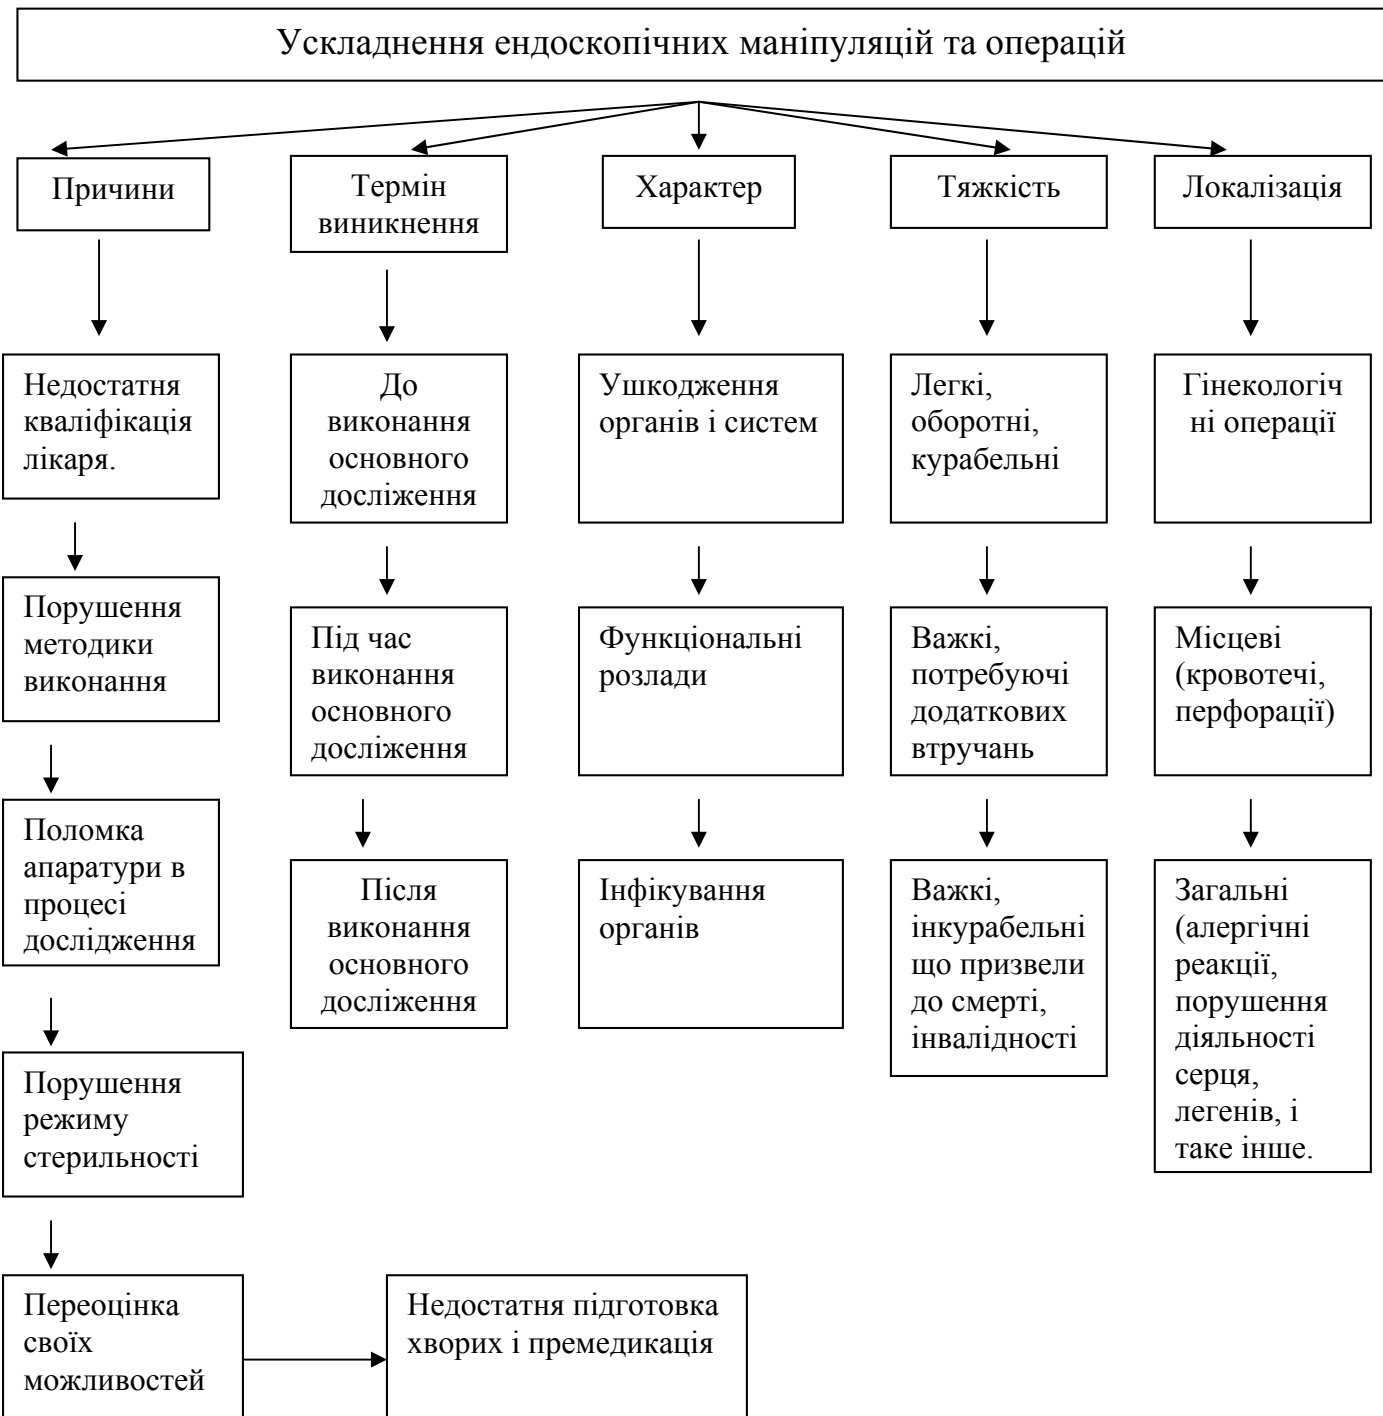 Ускладнення ендоскопічних маніпуляцій та операцій
Причини
Термін
виникнення
Характер
Тяжкість
Локалізація
Недостатня
кваліфікація
лікаря.
До
виконання
основного
досліження
Ушкодження
органів і систем
Легкі,
оборотні,
курабельні
Гінекологіч
ні операції
Порушення
методики
виконання
Під час
виконання
основного
досліження
Функціональні
розлади
Важкі,
потребуючі
додаткових
втручань
Місцеві
(кровотечі,
перфорації)
Поломка
апаратури в
процесі
дослідження
Після
виконання
основного
досліження
Інфікування
органів
Важкі,
інкурабельні
що призвели
до смерті,
інвалідності
Загальні
(алергічні
реакції,
порушення
діяльності
серця,
легенів, і
таке інше.
Порушення
режиму
стерильності
Переоцінка
своїх
можливостей
Недостатня підготовка
хворих і премедикація